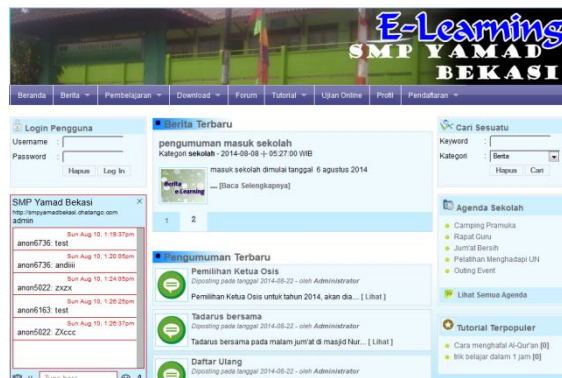 E-Learning
SMP YAMAD
BEKASI
Beranda Berita Pembelajaran Download Forum Tutorial Ujian Online Profil Pendaftaran
Login Pengguna
Username :
Password :
Hapus Log In
SMP Yamad Bekasi ×
http://smpyamadbekasi.chatango.com
admin
Sun Aug 10, 1:19:37pm
anon6736: test
Sun Aug 10, 1:20:05pm
anon6736: andiiii
Sun Aug 10, 1:24:05pm
anon5022: zxzx
Sun Aug 10, 1:26:25pm
anon6163: test
Sun Aug 10, 1:26:37pm
anon5022: ZXccc
Type here
Berita Terbaru
pengumuman masuk sekolah
Kategori sekolah - 2014-08-08 -|- 05:27:00 WIB
Berita
e-Learning
masuk sekolah dimulai tanggal 6 agustus 2014
.... [Baca Selengkapnya]
1 2
Pengumuman Terbaru
Pemilihan Ketua Osis
Diposting pada tanggal 2014-08-22 - oleh Administrator
Pemilihan Ketua Osis untuk tahun 2014, akan dia... [ Lihat ]
Tadarus bersama
Diposting pada tanggal 2014-08-22 - oleh Administrator
Tadarus bersama pada malam jum'at di masjid Nur... [ Lihat ]
Daftar Ulang
Diposting pada tanggal 2014-08-22 - oleh Administrator
Cari Sesuatu
Keyword :
Kategori : Berita
Hapus Cari
Agenda Sekolah
Camping Pramuka
Rapat Guru
Jum'at Bersih
Pelatihan Menghadapi UN
Outing Event
Lihat Semua Agenda
Tutorial Terpopuler
Cara menghafal Al-Qur'an [0]
trik belajar dalam 1 jam [0]